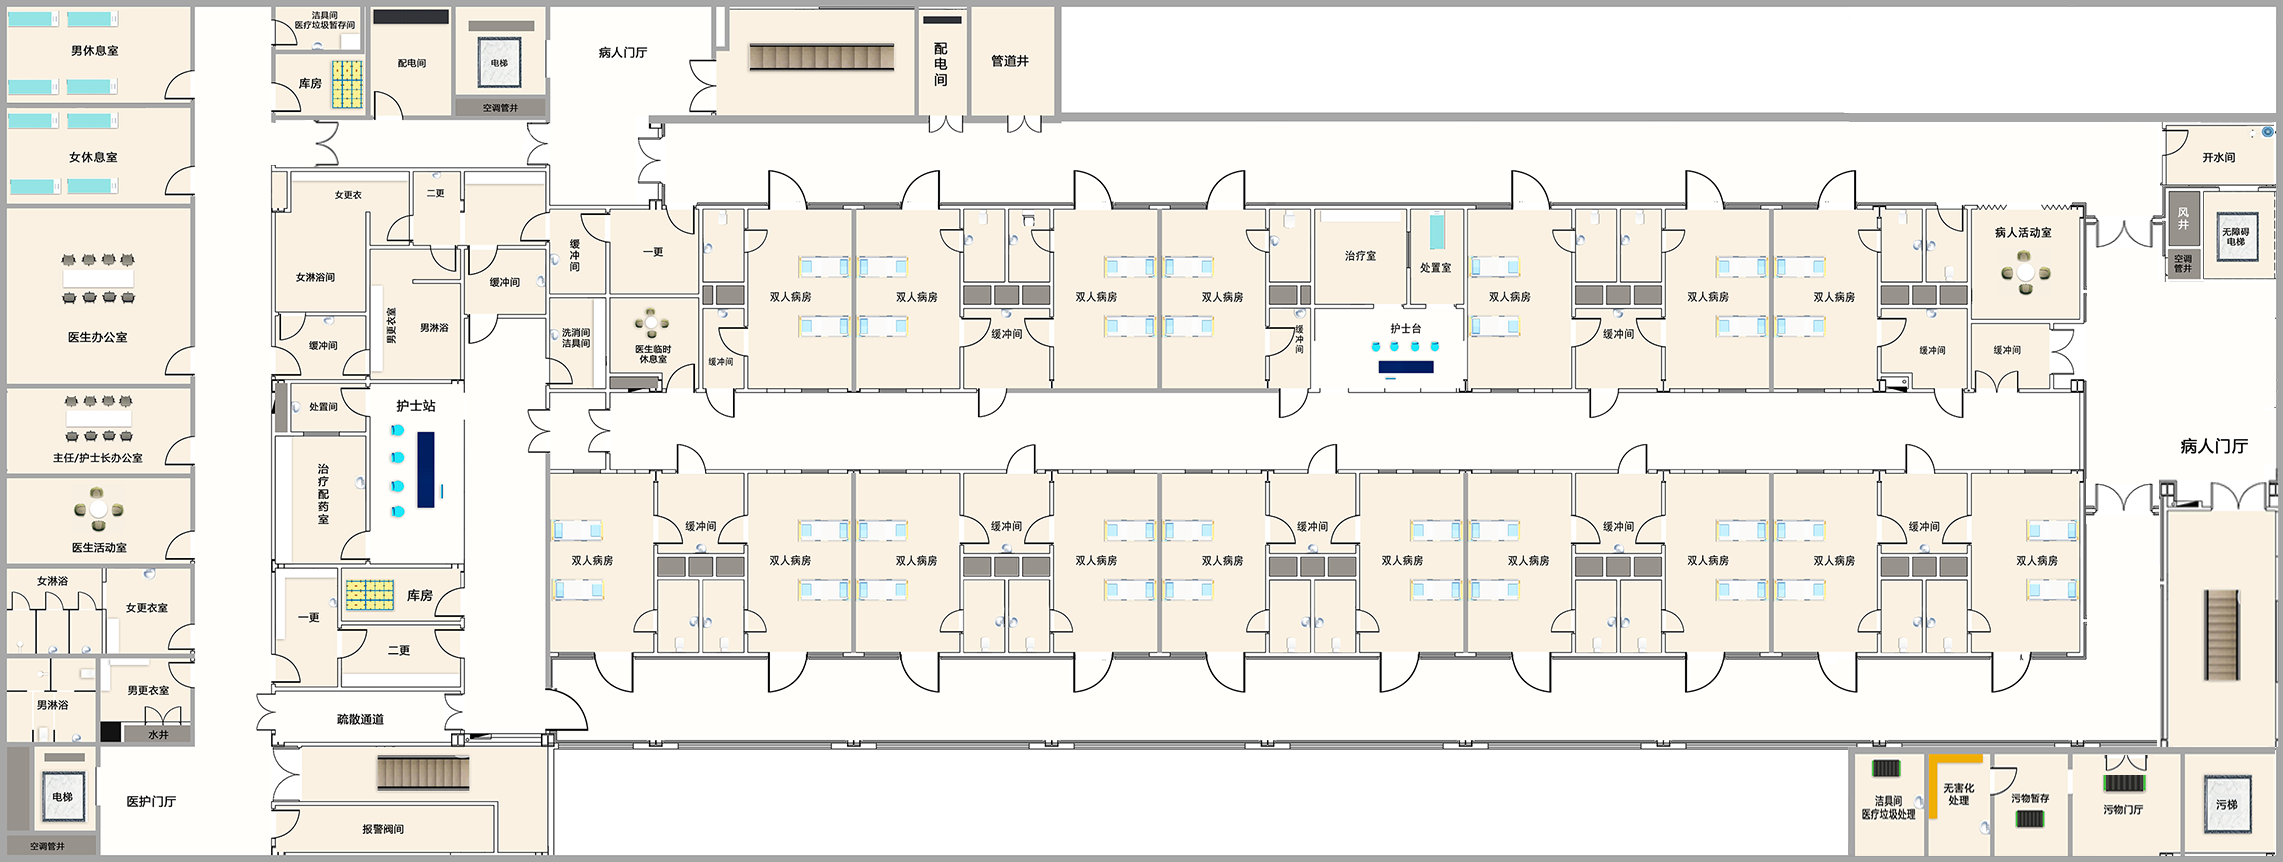 洁具间
医疗垃圾暂存间
男休息室
库房
配电间
电梯
空调管井
病人门厅
配电间
管道井
女休息室
开水间
女更衣
二更
缓冲间
一更
女淋浴间
缓冲间
男更衣室
男淋浴
缓冲间
治疗室
处置室
病人活动室
风井
空调
管井
无障碍
电梯
双人病房
双人病房
双人病房
双人病房
双人病房
双人病房
双人病房
医生办公室
洗消间
洁具间
医生临时
休息室
缓冲间
缓冲间
缓冲间
护士台
缓冲间
缓冲间
缓冲间
处置间
护士站
主任/护士长办公室
病人门厅
治疗配药室
医生活动室
缓冲间
缓冲间
缓冲间
缓冲间
缓冲间
双人病房
双人病房
双人病房
双人病房
双人病房
双人病房
双人病房
双人病房
双人病房
双人病房
女淋浴
女更衣室
一更
库房
二更
男更衣室
男淋浴
水井
疏散通道
电梯
空调管井
医护门厅
报警阀间
洁具间
医疗垃圾处理
无害化
处理
污物暂存
污物门厅
污梯